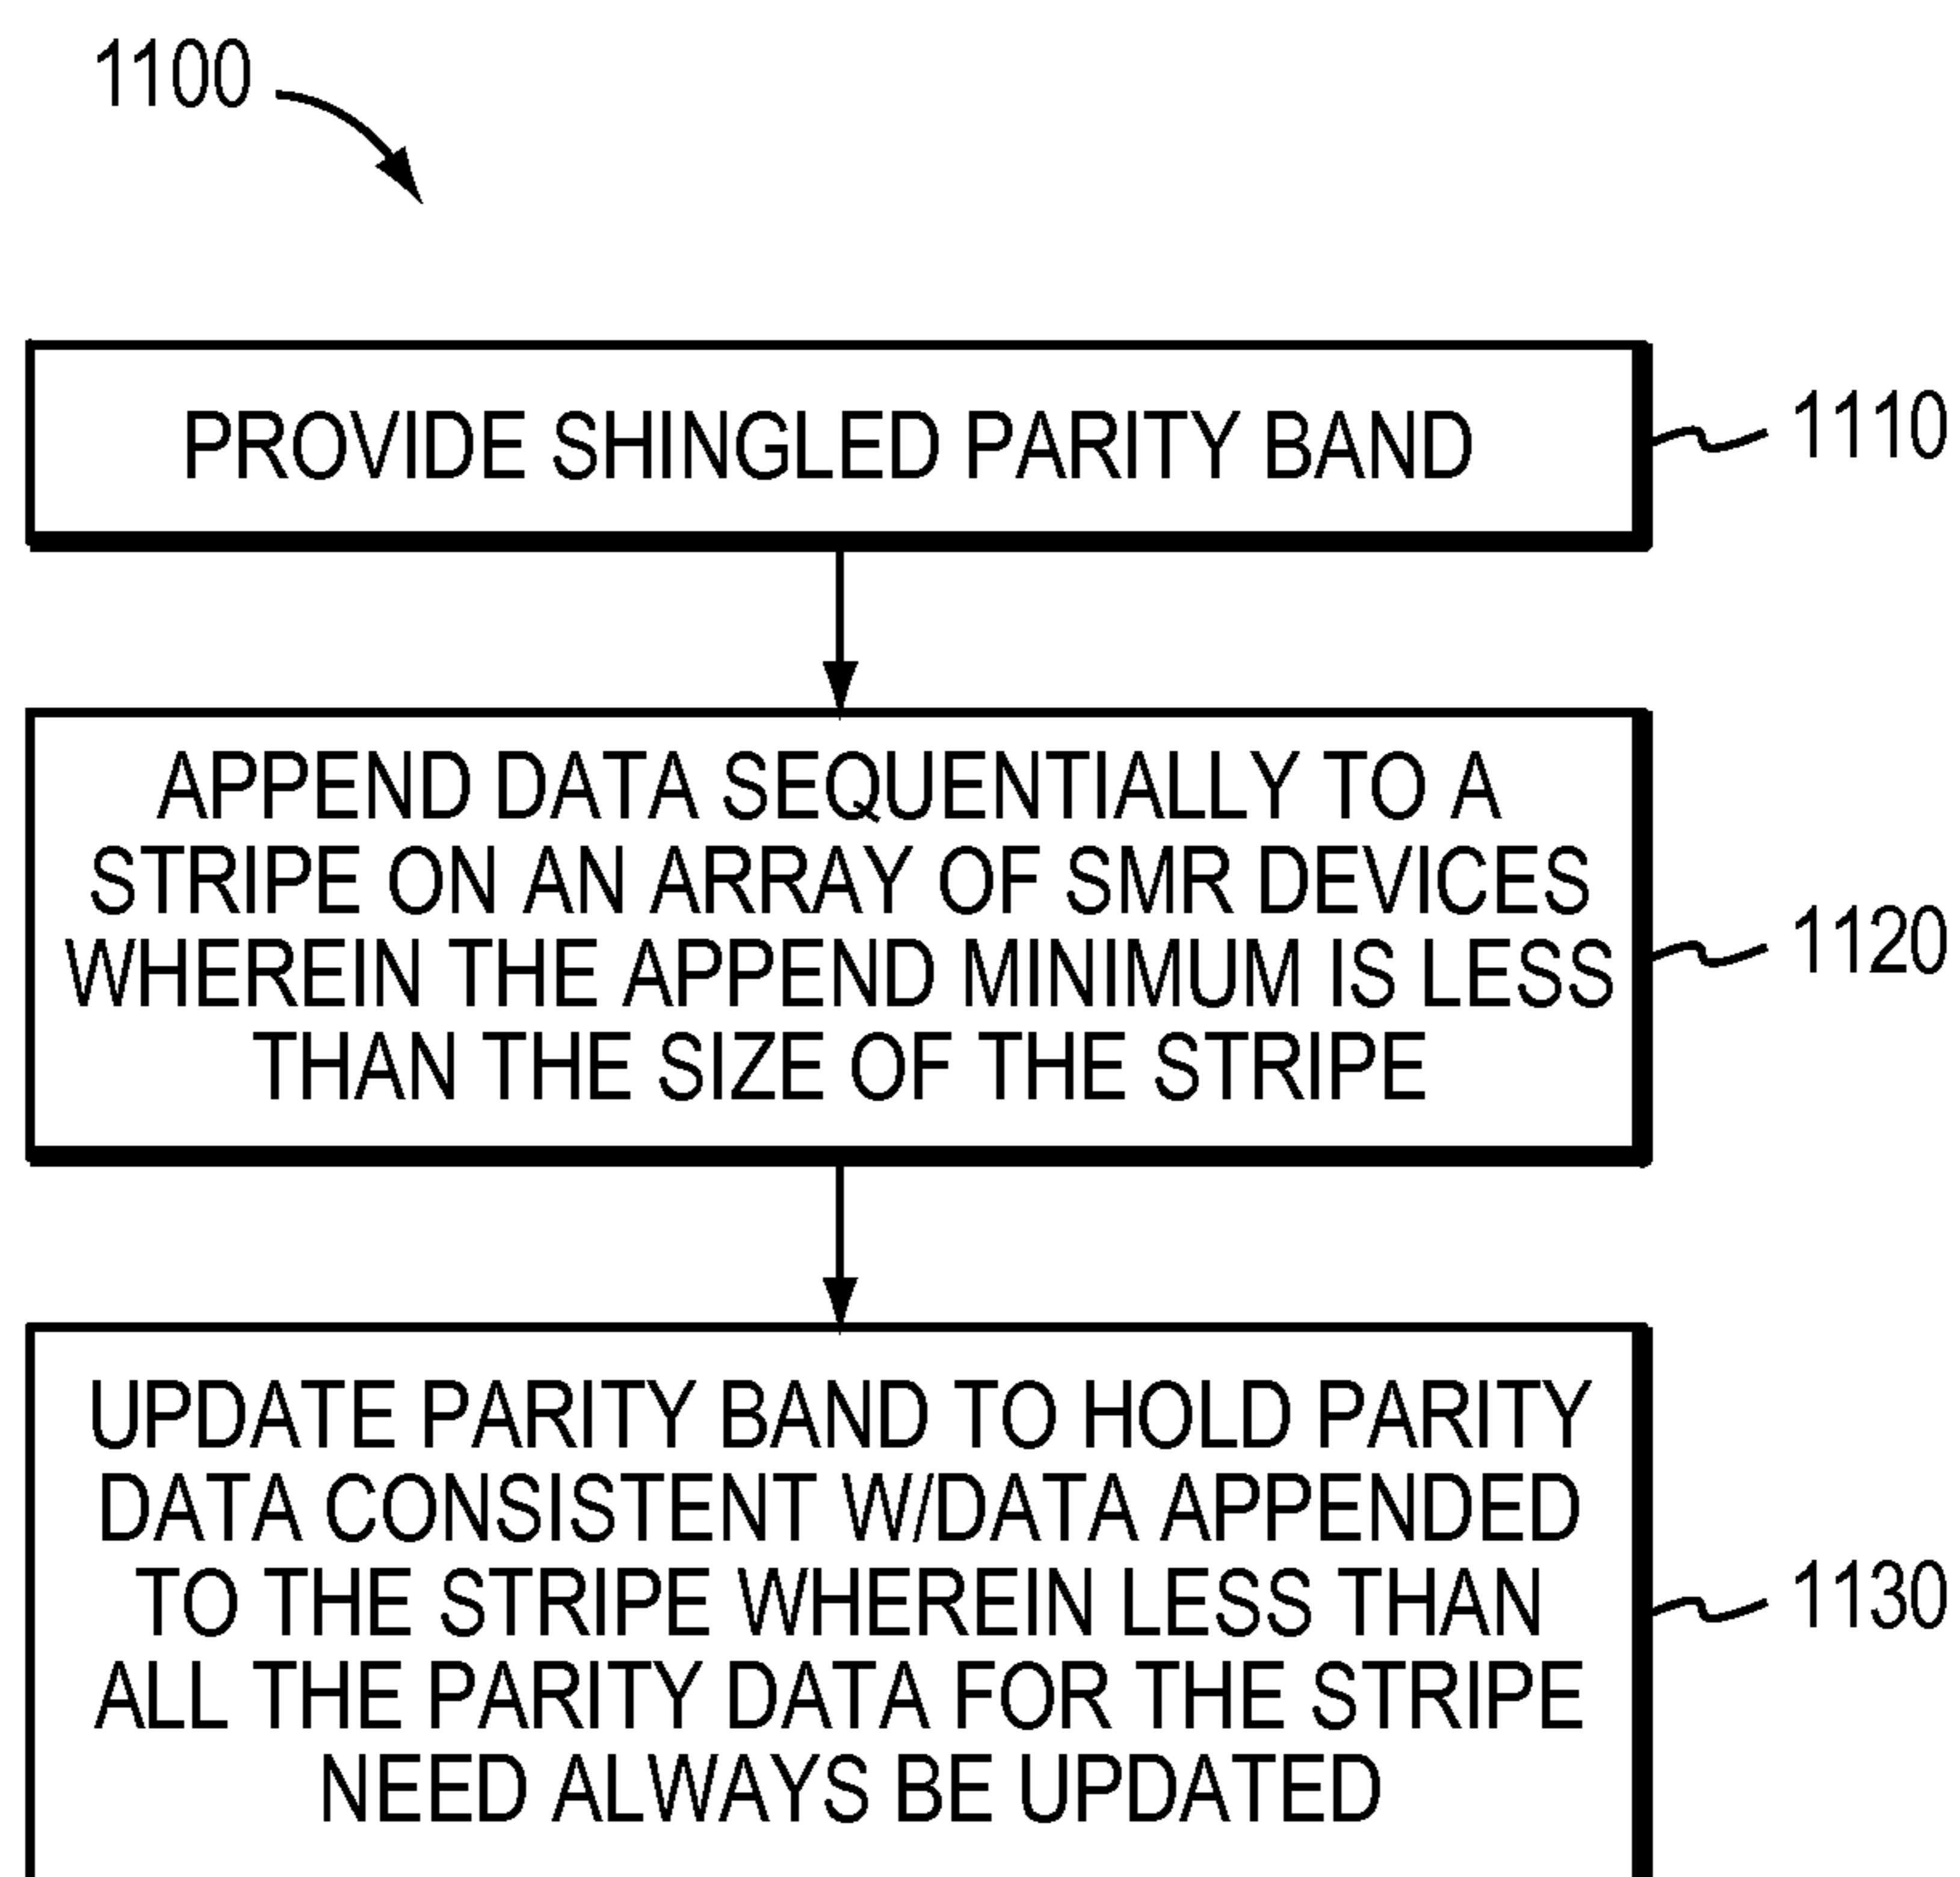 1100
PROVIDE SHINGLED PARITY BAND
1110
APPEND DATA SEQUENTIALLY TO A
STRIPE ON AN ARRAY OF SMR DEVICES
WHEREIN THE APPEND MINIMUM IS LESS
THAN THE SIZE OF THE STRIPE
1120
UPDATE PARITY BAND TO HOLD PARITY
DATA CONSISTENT W/DATA APPENDED
TO THE STRIPE WHEREIN LESS THAN
ALL THE PARITY DATA FOR THE STRIPE
NEED ALWAYS BE UPDATED
1130